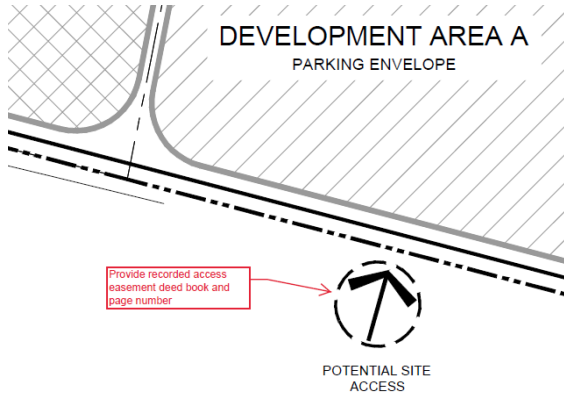 DEVELOPMENT AREA A
PARKING ENVELOPE
Provide recorded access
easement deed book and
page number
POTENTIAL SITE
ACCESS